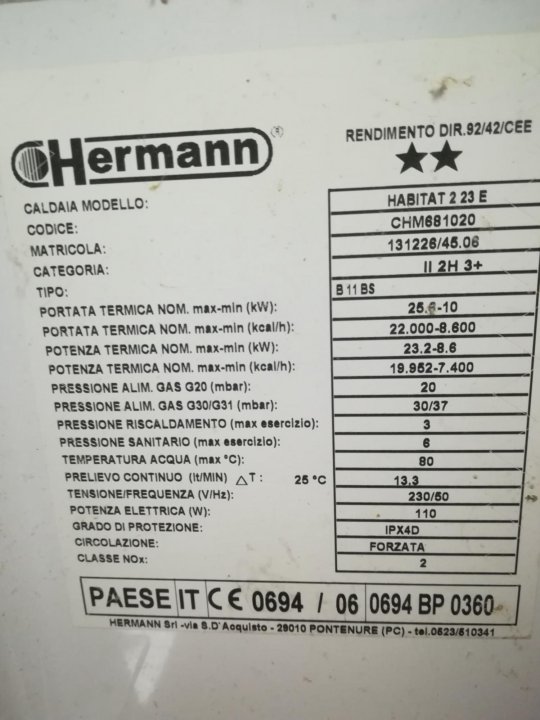 Hermann®
RENDIMENTO DIR.92/42/CEE
★★
CALDAIA MODELLO: HABITAT 2 23 E
CODICE: CHM681020
MATRICOLA: 131226/45.06
CATEGORIA: II 2H 3+
TIPO: B 11 BS
PORTATA TERMICA NOM. max-min (kW): 25.6-10
PORTATA TERMICA NOM. max-min (kcal/h): 22.000-8.600
POTENZA TERMICA NOM. max-min (kW): 23.2-8.6
POTENZA TERMICA NOM. max-min (kcal/h): 19.952-7.400
PRESSIONE ALIM. GAS G20 (mbar): 20
PRESSIONE ALIM. GAS G30/G31 (mbar): 30/37
PRESSIONE RISCALDAMENTO (max esercizio): 3
PRESSIONE SANITARIO (max esercizio): 6
TEMPERATURA ACQUA (max °C): 80
PRELIEVO CONTINUO (lt/MIN) △T: 25 °C 13.3
TENSIONE/FREQUENZA (V/Hz): 230/50
POTENZA ELETTRICA (W): 110
GRADO DI PROTEZIONE: IPX4D
CIRCOLAZIONE: FORZATA
CLASSE NOx: 2
PAESE IT CE 0694 / 06 0694 BP 0360
HERMANN Srl -via S.D'Acquisto - 29010 PONTENURE (PC) - tel.0523/510341